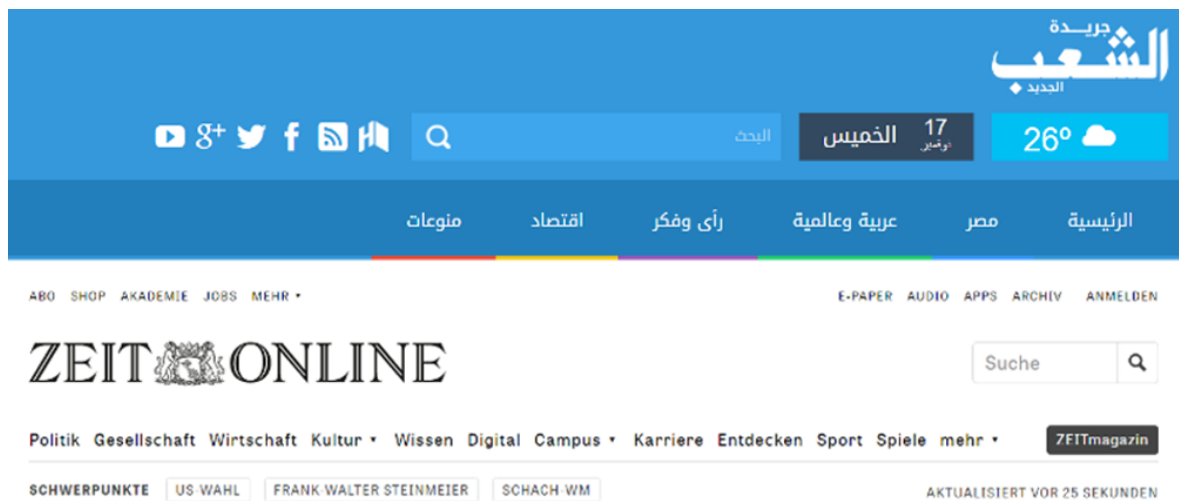 جريدة
الشعب
الجديد
26° 17 نوفمبر الخميس البحث g+ f
الرئيسية مصر عربية وعالمية رأى وفكر اقتصاد منوعات
ABO SHOP AKADEMIE JOBS MEHR E-PAPER AUDIO APPS ARCHIV ANMELDEN
ZEIT ONLINE Suche
Politik Gesellschaft Wirtschaft Kultur Wissen Digital Campus Karriere Entdecken Sport Spiele mehr ZEITmagazin
SCHWERPUNKTE US-WAHL FRANK-WALTER STEINMEIER SCHACH-WM AKTUALISIERT VOR 25 SEKUNDEN